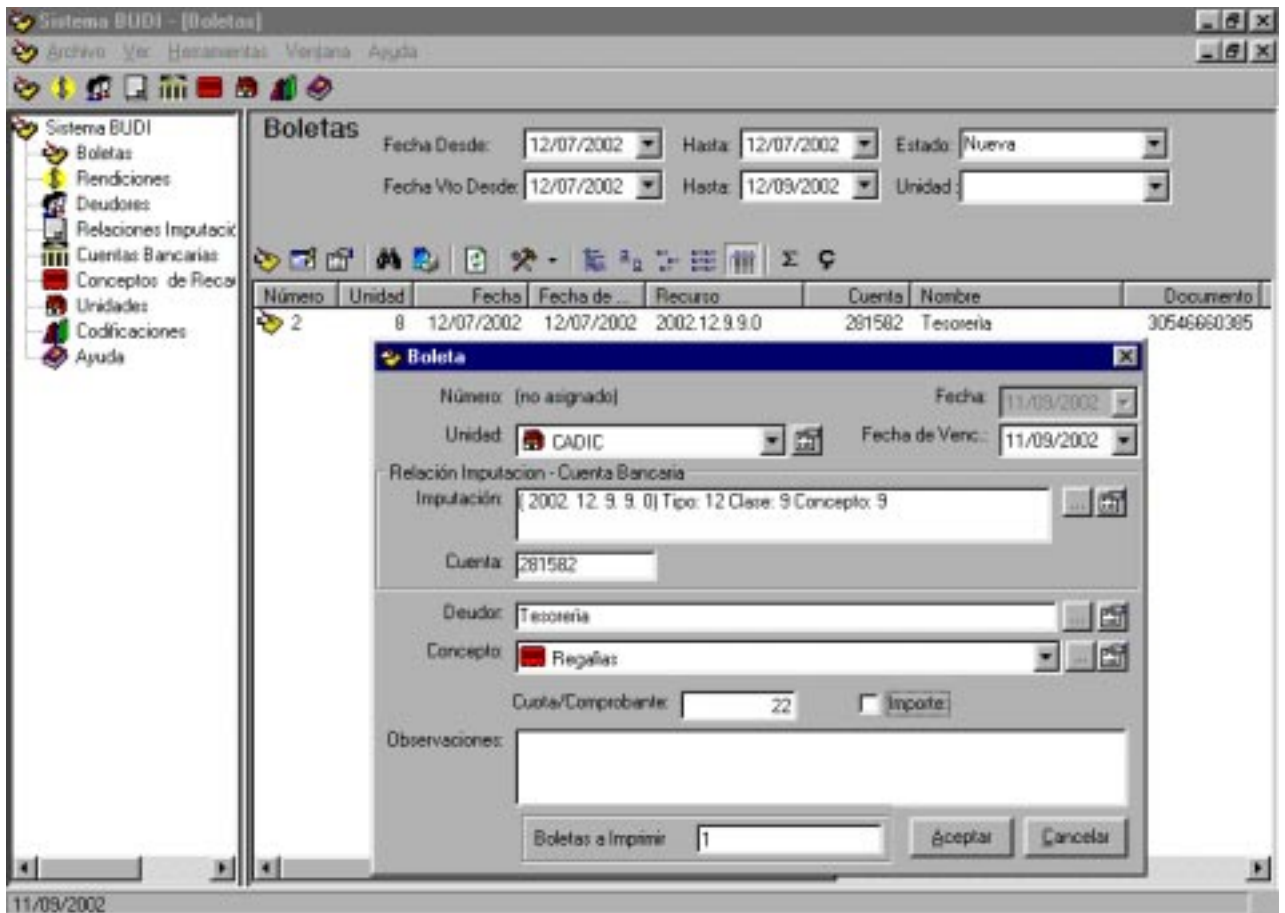 Sistema BUDI - [Boletas]
Archivo Ver Herramientas Ventana Ayuda
Sistema BUDI
Boletas
Rendiciones
Deudores
Relaciones Imputació
Cuentas Bancarias
Conceptos de Recau
Unidades
Codificaciones
Ayuda
Boletas
Fecha Desde: 12/07/2002 Hasta: 12/07/2002 Estado: Nueva
Fecha Vto Desde: 12/07/2002 Hasta: 12/09/2002 Unidad :
Número Unidad Fecha Fecha de ... Recurso Cuenta Nombre Documento
2 8 12/07/2002 12/07/2002 2002.12.9.9.0 281582 Tesoreria 30546660385
Boleta
Número: (no asignado) Fecha: 11/09/2002
Unidad: CADIC Fecha de Venc.: 11/09/2002
Relación Imputacion - Cuenta Bancaria
Imputación: ( 2002. 12. 9. 9. 0) Tipo: 12 Clase: 9 Concepto: 9
Cuenta: 281582
Deudor: Tesoreria
Concepto: Regalias
Cuota/Comprobante: 22 Importe:
Observaciones:
Boletas a Imprimir 1 Aceptar Cancelar
11/09/2002